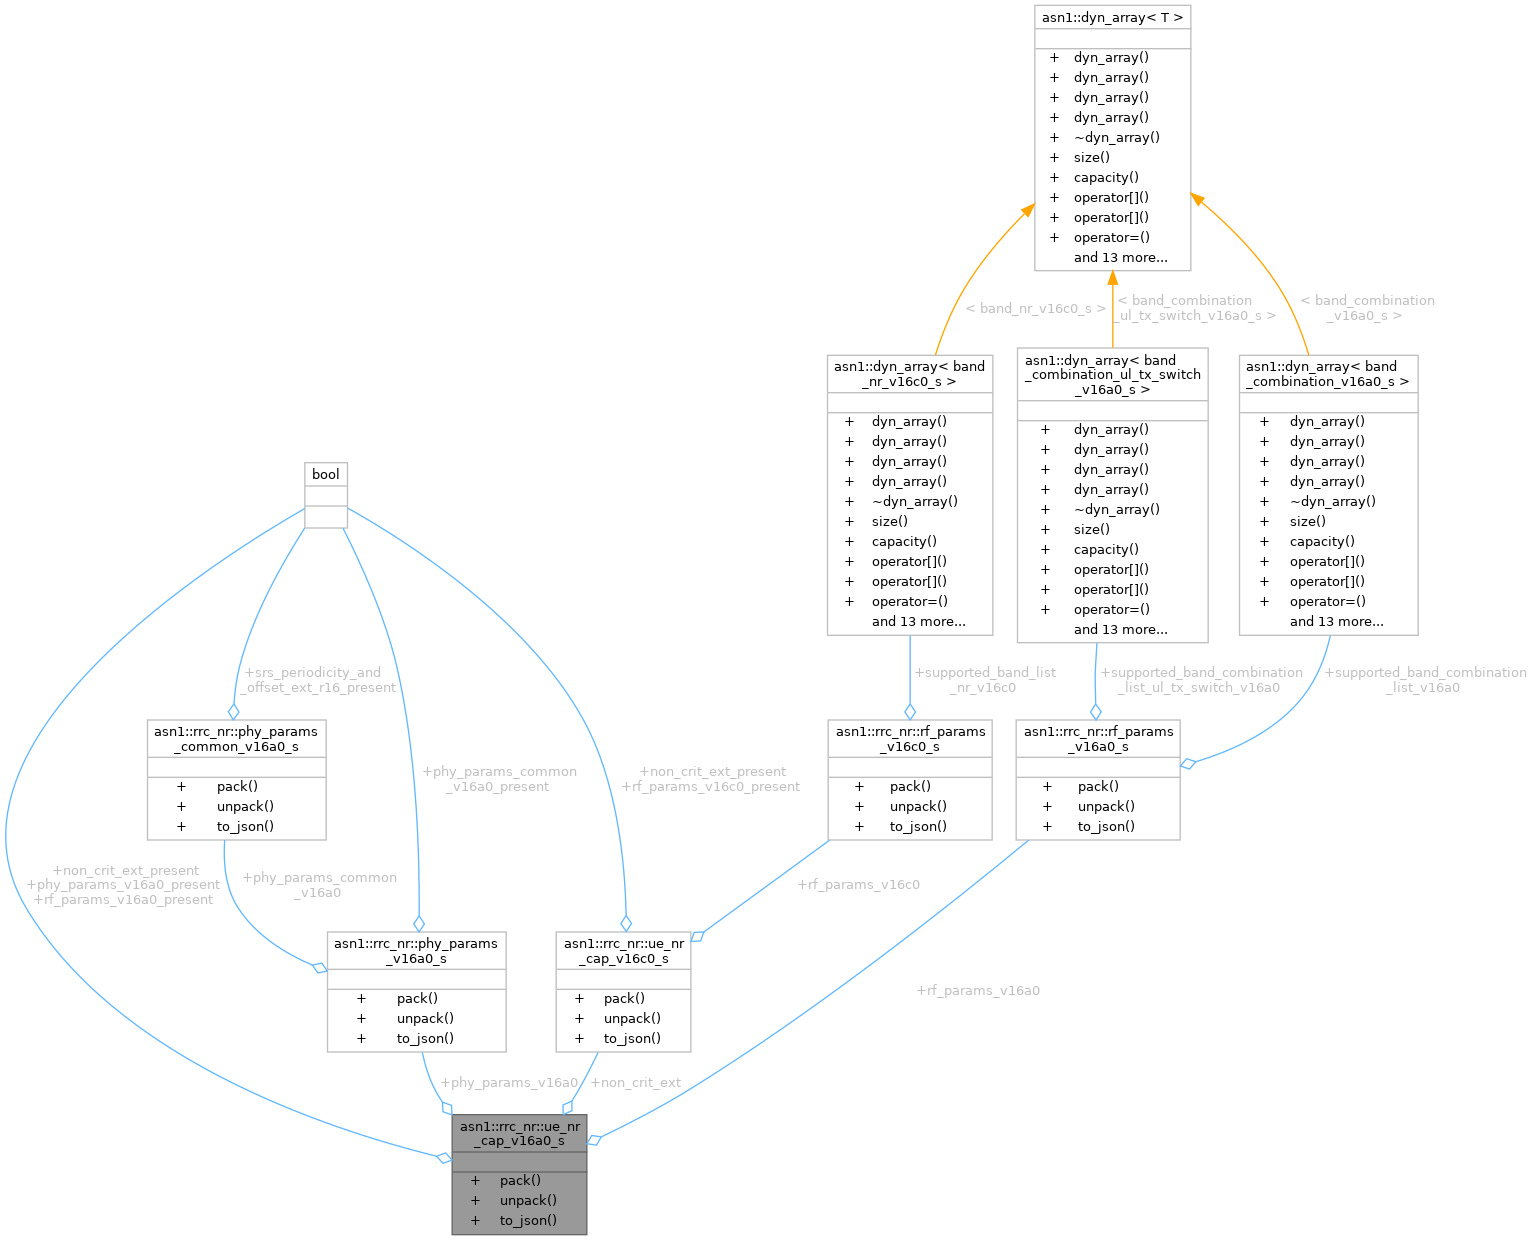 asn1::dyn_array< T >
+ dyn_array()
+ dyn_array()
+ dyn_array()
+ dyn_array()
+ ~dyn_array()
+ size()
+ capacity()
+ operator[]()
+ operator[]()
+ operator=()
and 13 more...
< band_nr_v16c0_s >
< band_combination
_ul_tx_switch_v16a0_s >
< band_combination
_v16a0_s >
asn1::dyn_array< band
_nr_v16c0_s >
+ dyn_array()
+ dyn_array()
+ dyn_array()
+ dyn_array()
+ ~dyn_array()
+ size()
+ capacity()
+ operator[]()
+ operator[]()
+ operator=()
and 13 more...
asn1::dyn_array< band
_combination_ul_tx_switch
_v16a0_s >
+ dyn_array()
+ dyn_array()
+ dyn_array()
+ dyn_array()
+ ~dyn_array()
+ size()
+ capacity()
+ operator[]()
+ operator[]()
+ operator=()
and 13 more...
asn1::dyn_array< band
_combination_v16a0_s >
+ dyn_array()
+ dyn_array()
+ dyn_array()
+ dyn_array()
+ ~dyn_array()
+ size()
+ capacity()
+ operator[]()
+ operator[]()
+ operator=()
and 13 more...
bool
+srs_periodicity_and
_offset_ext_r16_present
+supported_band_list
_nr_v16c0
+supported_band_combination
_list_ul_tx_switch_v16a0
+supported_band_combination
_list_v16a0
asn1::rrc_nr::phy_params
_common_v16a0_s
+ pack()
+ unpack()
+ to_json()
+phy_params_common
_v16a0_present
+non_crit_ext_present
+rf_params_v16c0_present
asn1::rrc_nr::rf_params
_v16c0_s
+ pack()
+ unpack()
+ to_json()
asn1::rrc_nr::rf_params
_v16a0_s
+ pack()
+ unpack()
+ to_json()
+non_crit_ext_present
+phy_params_v16a0_present
+rf_params_v16a0_present
+phy_params_common
_v16a0
+rf_params_v16c0
asn1::rrc_nr::phy_params
_v16a0_s
+ pack()
+ unpack()
+ to_json()
asn1::rrc_nr::ue_nr
_cap_v16c0_s
+ pack()
+ unpack()
+ to_json()
+rf_params_v16a0
+phy_params_v16a0
+non_crit_ext
asn1::rrc_nr::ue_nr
_cap_v16a0_s
+ pack()
+ unpack()
+ to_json()